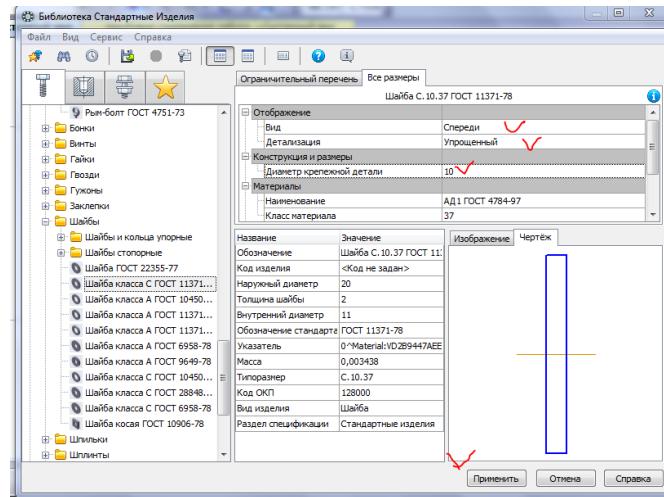 Библиотека Стандартные Изделия
Файл Вид Сервис Справка
Ограничительный перечень Все размеры
Шайба C.10.37 ГОСТ 11371-78
Отображение
Вид Спереди
Детализация Упрощенный
Конструкция и размеры
Диаметр крепежной детали 10
Материалы
Наименование АД1 ГОСТ 4784-97
Класс материала 37
Рым-болт ГОСТ 4751-73
Бонки
Винты
Гайки
Гвозди
Гужоны
Заклепки
Шайбы
Шайбы и кольца упорные
Шайбы стопорные
Шайба ГОСТ 22355-77
Шайба класса C ГОСТ 11371...
Шайба класса A ГОСТ 10450...
Шайба класса A ГОСТ 11371...
Шайба класса A ГОСТ 11371...
Шайба класса A ГОСТ 6958-78
Шайба класса A ГОСТ 9649-78
Шайба класса C ГОСТ 10450...
Шайба класса C ГОСТ 28848...
Шайба класса C ГОСТ 6958-78
Шайба косая ГОСТ 10906-78
Шпильки
Шплинты
Название Значение
Обозначение Шайба C.10.37 ГОСТ 11
Код изделия <Код не задан>
Наружный диаметр 20
Толщина шайбы 2
Внутренний диаметр 11
Обозначение стандарта ГОСТ 11371-78
Указатель 0^Material:VD2B9447AEE
Масса 0,003438
Типоразмер C.10.37
Код ОКП 128000
Вид изделия Шайба
Раздел спецификации Стандартные изделия
Изображение Чертёж
Применить Отмена Справка